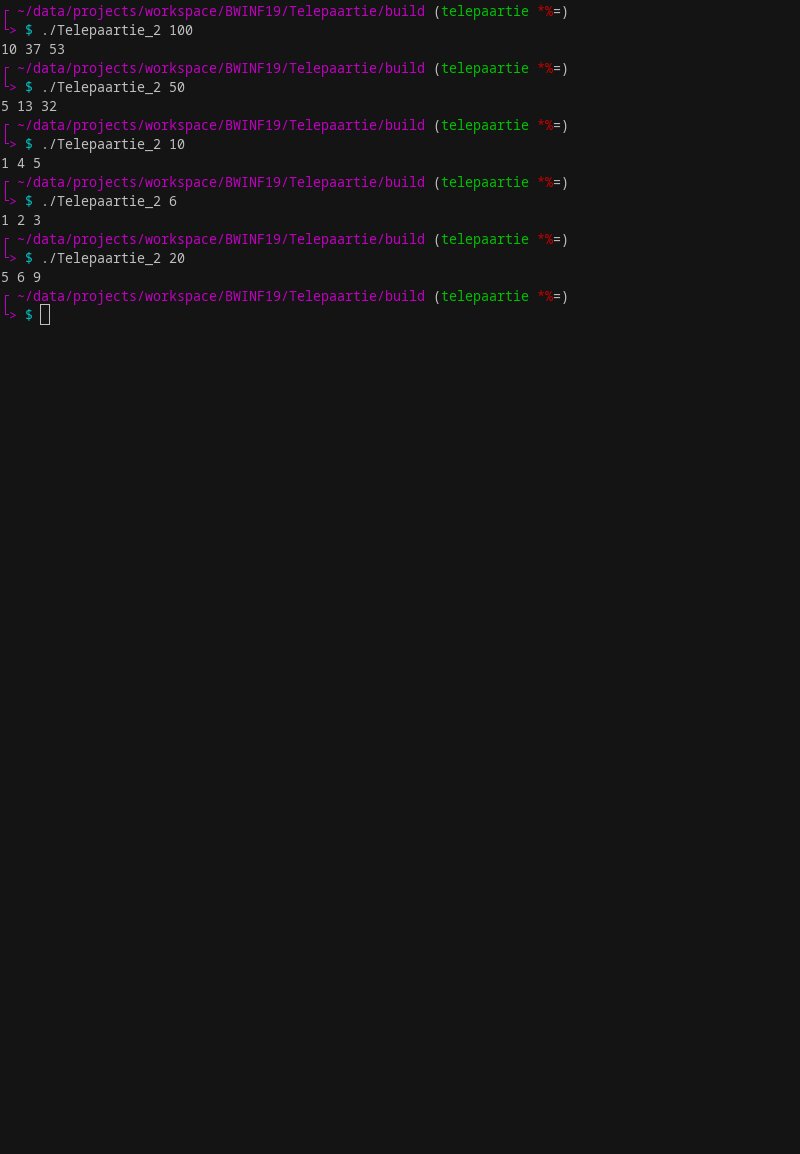 ┌ ~/data/projects/workspace/BWINF19/Telepaartie/build (telepaartie *%=)
└> $ ./Telepaartie_2 100
10 37 53
┌ ~/data/projects/workspace/BWINF19/Telepaartie/build (telepaartie *%=)
└> $ ./Telepaartie_2 50
5 13 32
┌ ~/data/projects/workspace/BWINF19/Telepaartie/build (telepaartie *%=)
└> $ ./Telepaartie_2 10
1 4 5
┌ ~/data/projects/workspace/BWINF19/Telepaartie/build (telepaartie *%=)
└> $ ./Telepaartie_2 6
1 2 3
┌ ~/data/projects/workspace/BWINF19/Telepaartie/build (telepaartie *%=)
└> $ ./Telepaartie_2 20
5 6 9
┌ ~/data/projects/workspace/BWINF19/Telepaartie/build (telepaartie *%=)
└> $